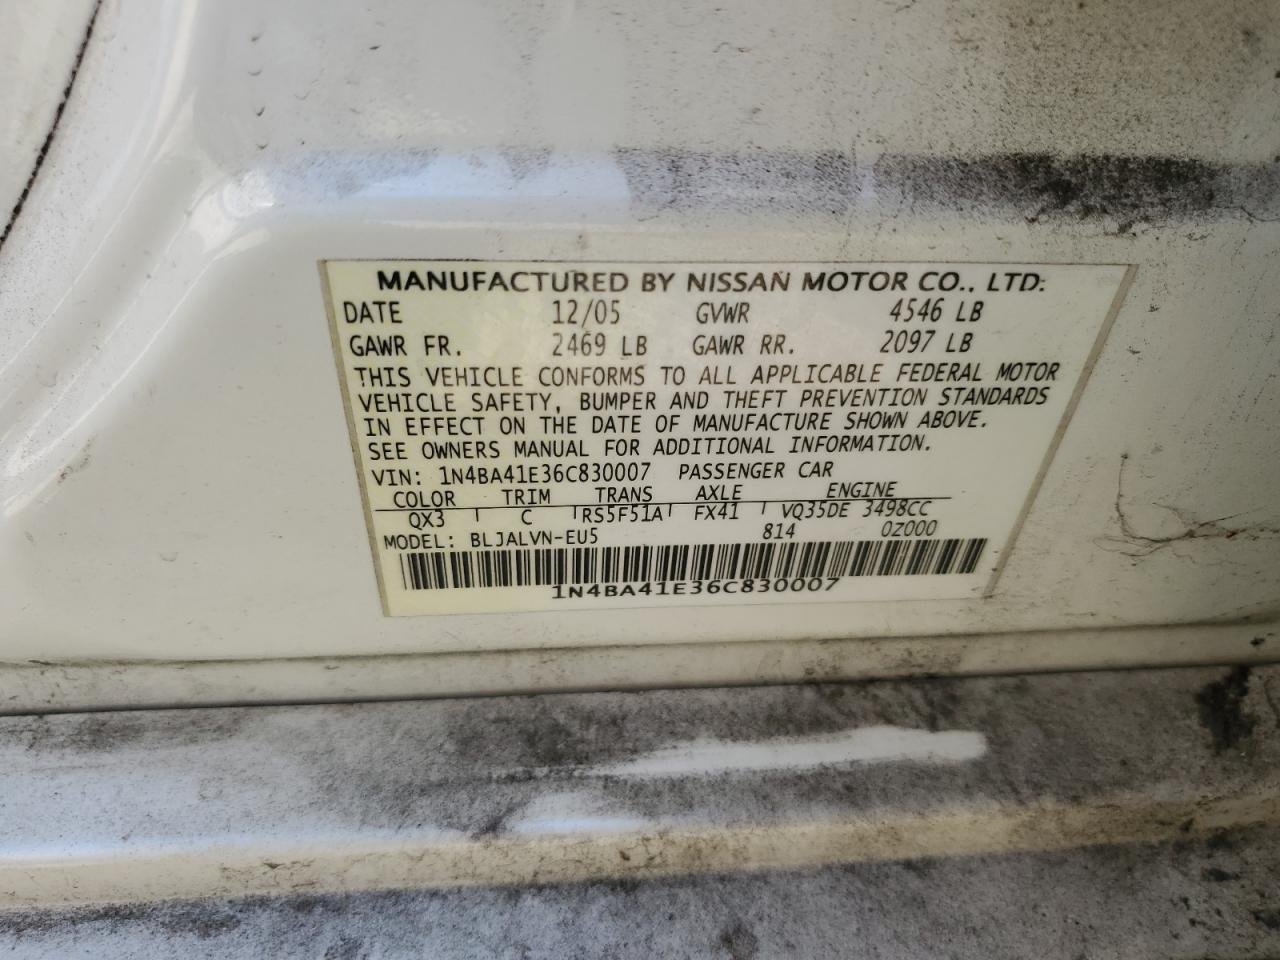 MANUFACTURED BY NISSAN MOTOR CO., LTD:
DATE 12/05 GVWR 4546 LB
GAWR FR. 2469 LB GAWR RR. 2097 LB
THIS VEHICLE CONFORMS TO ALL APPLICABLE FEDERAL MOTOR
VEHICLE SAFETY, BUMPER AND THEFT PREVENTION STANDARDS
IN EFFECT ON THE DATE OF MANUFACTURE SHOWN ABOVE.
SEE OWNERS MANUAL FOR ADDITIONAL INFORMATION.
VIN: 1N4BA41E36C830007 PASSENGER CAR
COLOR TRIM TRANS AXLE ENGINE
QX3 C RS5F51A FX41 VQ35DE 3498CC
MODEL: BLJALVN-EU5 814 0Z000
1N4BA41E36C830007